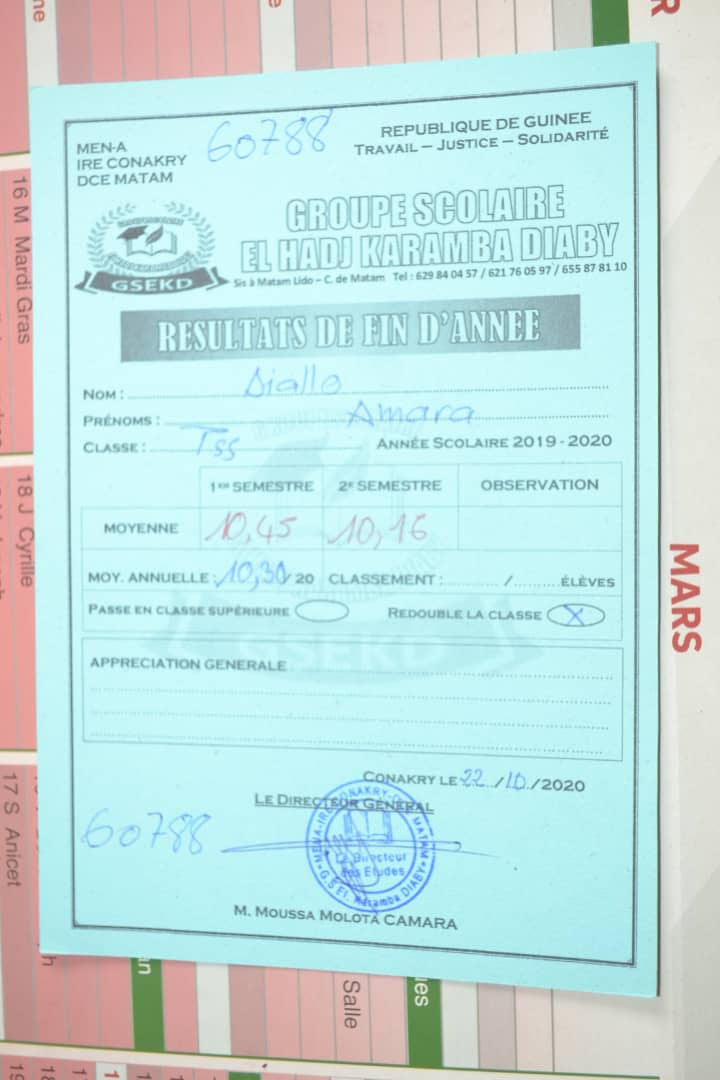 MEN-A
IRE CONAKRY
DCE MATAM
60788
REPUBLIQUE DE GUINEE
TRAVAIL – JUSTICE – SOLIDARITÉ
GSEKD
GROUPE SCOLAIRE
EL HADJ KARAMBA DIABY
Sis à Matam Lido – C. de Matam Tel : 629 84 04 57 / 621 76 05 97 / 655 87 81 10
RESULTATS DE FIN D'ANNEE
NOM : Diallo
PRÉNOMS : Amara
CLASSE : Tss ANNÉE SCOLAIRE 2019 - 2020
1ER SEMESTRE 2E SEMESTRE OBSERVATION
MOYENNE 10,45 10,16
MOY. ANNUELLE : 10,30/20 CLASSEMENT : ......... / ......... ÉLÈVES
PASSE EN CLASSE SUPÉRIEURE REDOUBLE LA CLASSE X
APPRECIATION GENERALE
GSEKD
CONAKRY LE 22/10/2020
LE DIRECTEUR GÉNÉRAL
60788
Le Directeur
des Etudes
M. MOUSSA MOLOTA CAMARA
MARS
16 M Mardi Gras
18 J Cyrille
17 S Anicet
Salle